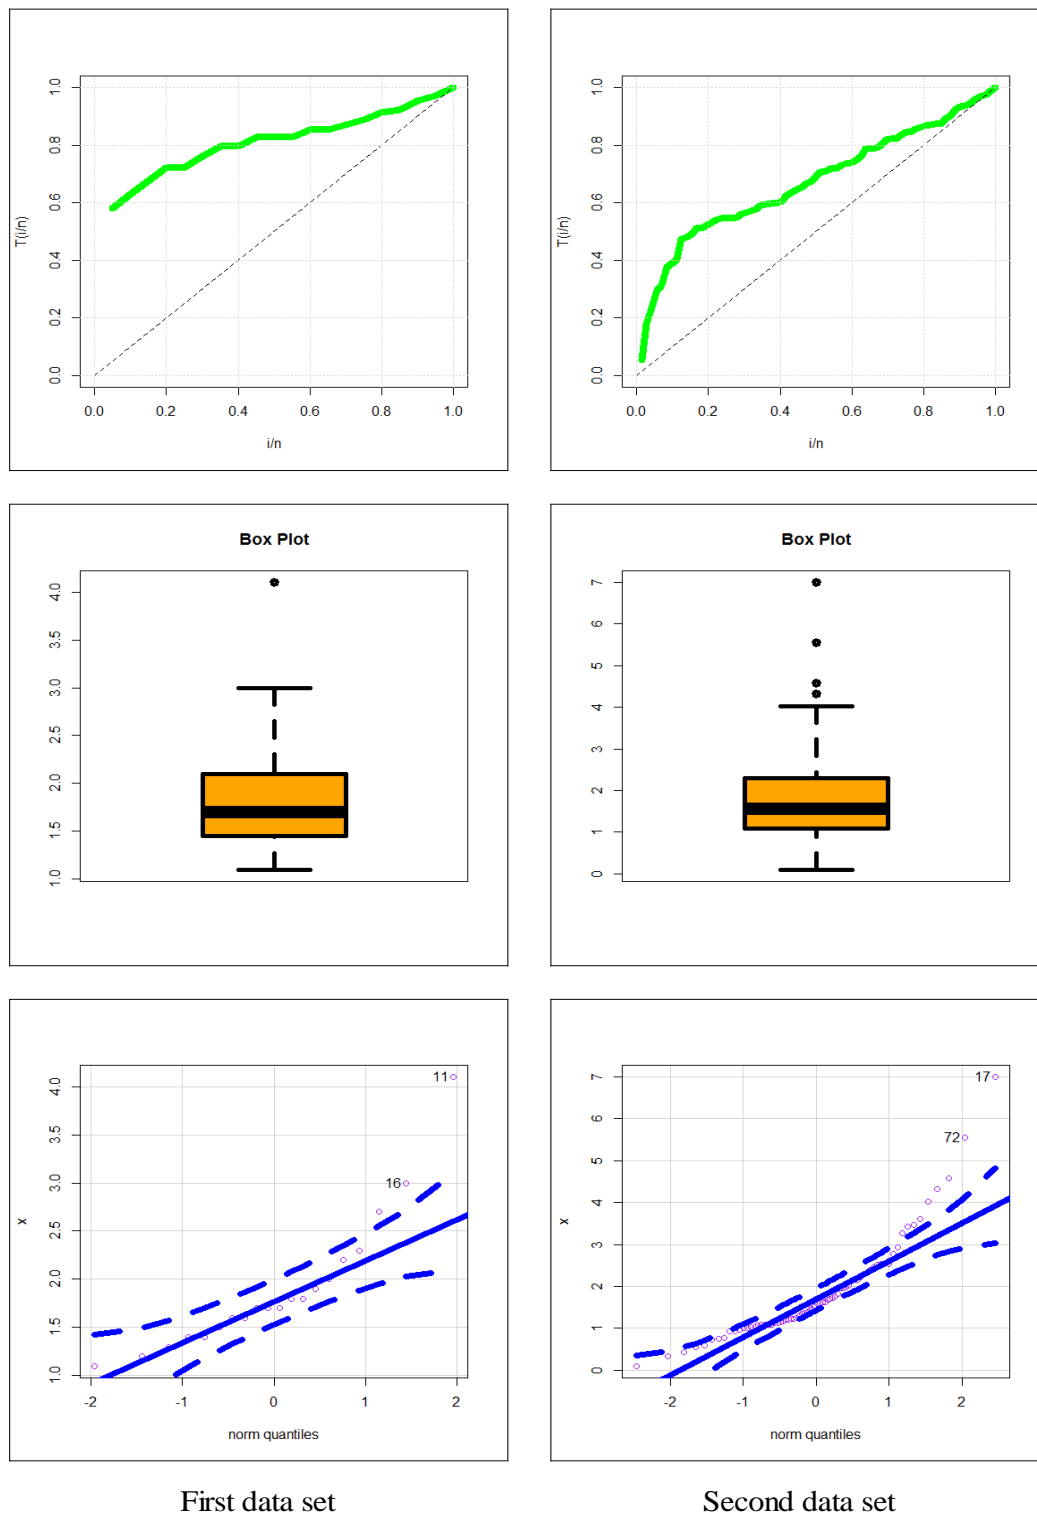 T(i/n)
1.0
0.8
0.6
0.4
0.2
0.0
0.0 0.2 0.4 0.6 0.8 1.0
i/n
T(i/n)
1.0
0.8
0.6
0.4
0.2
0.0
0.0 0.2 0.4 0.6 0.8 1.0
i/n
Box Plot
4.0
3.5
3.0
2.5
2.0
1.5
1.0
Box Plot
7
6
5
4
3
2
1
0
x
4.0
3.5
3.0
2.5
2.0
1.5
1.0
11
16
-2 -1 0 1 2
norm quantiles
x
7
6
5
4
3
2
1
0
17
72
-2 -1 0 1 2
norm quantiles
First data set
Second data set